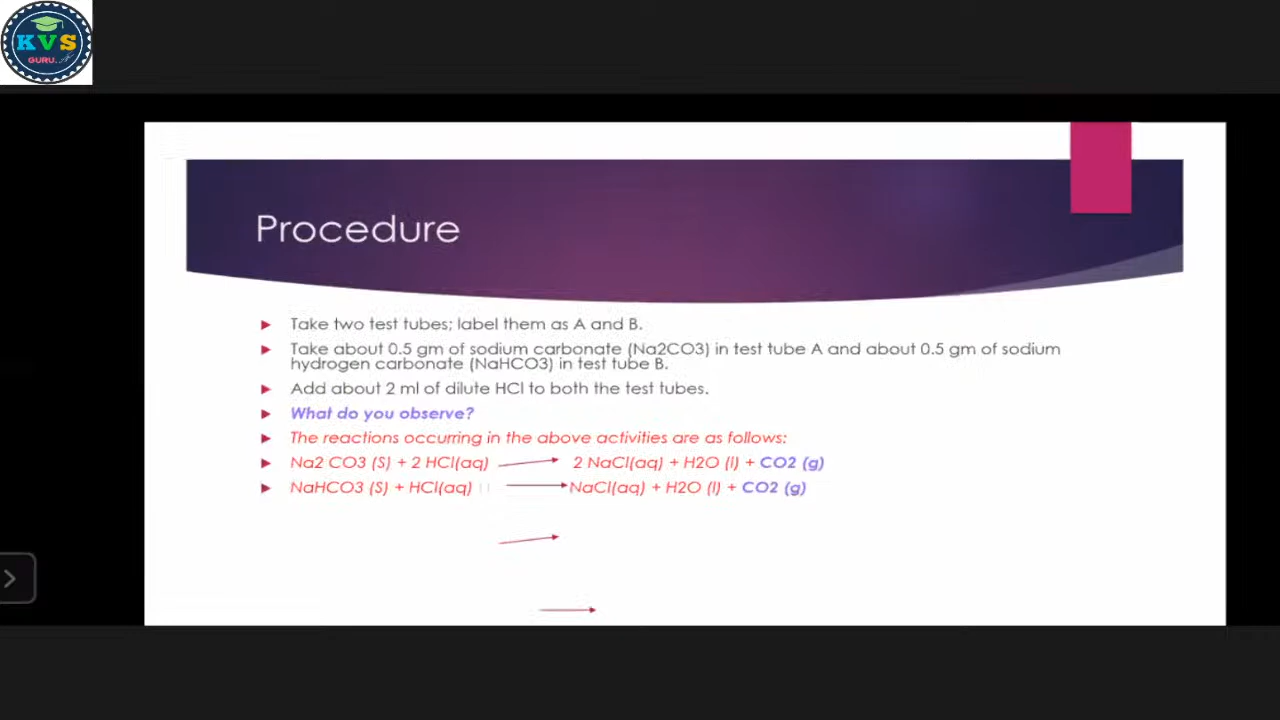 KVS
GURU.
Procedure
Take two test tubes; label them as A and B.
Take about 0.5 gm of sodium carbonate (Na2CO3) in test tube A and about 0.5 gm of sodium
hydrogen carbonate (NaHCO3) in test tube B.
Add about 2 ml of dilute HCl to both the test tubes.
What do you observe?
The reactions occurring in the above activities are as follows:
Na2 CO3 (S) + 2 HCl(aq) → 2 NaCl(aq) + H2O (l) + CO2 (g)
NaHCO3 (S) + HCl(aq) → NaCl(aq) + H2O (l) + CO2 (g)